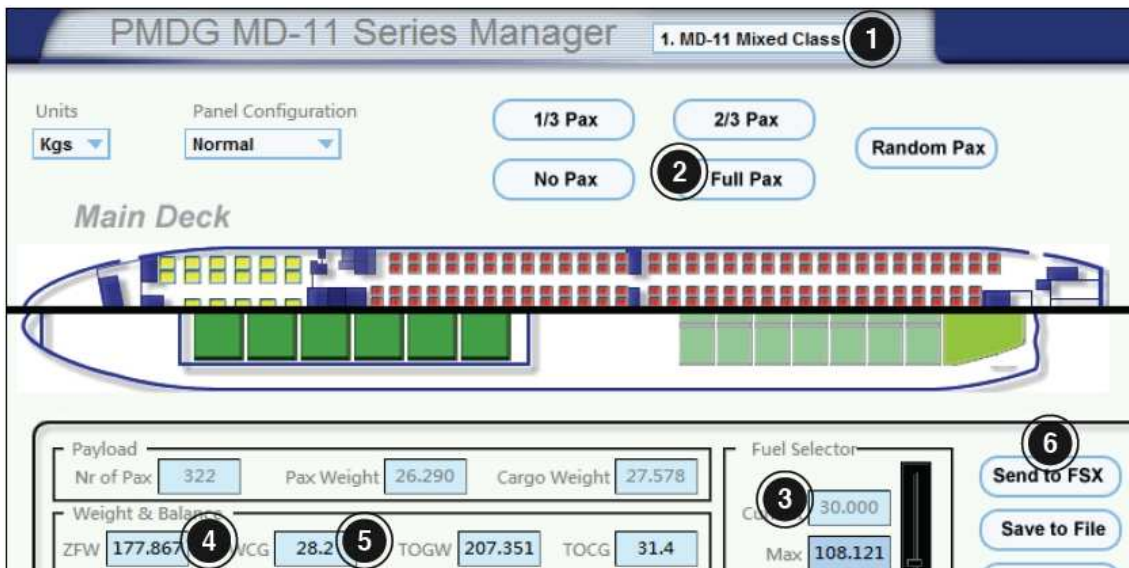 PMDG MD-11 Series Manager
1. MD-11 Mixed Class
1
Units
Panel Configuration
Kgs
Normal
1/3 Pax
2/3 Pax
Random Pax
No Pax
2
Full Pax
Main Deck
6
Payload
Nr of Pax 322 Pax Weight 26.290 Cargo Weight 27.578
Fuel Selector
Send to FSX
3
30.000
Weight & Balance
Save to File
ZFW 177.867 4 CG 28.2 5 TOGW 207.351 TOCG 31.4
Max 108.121